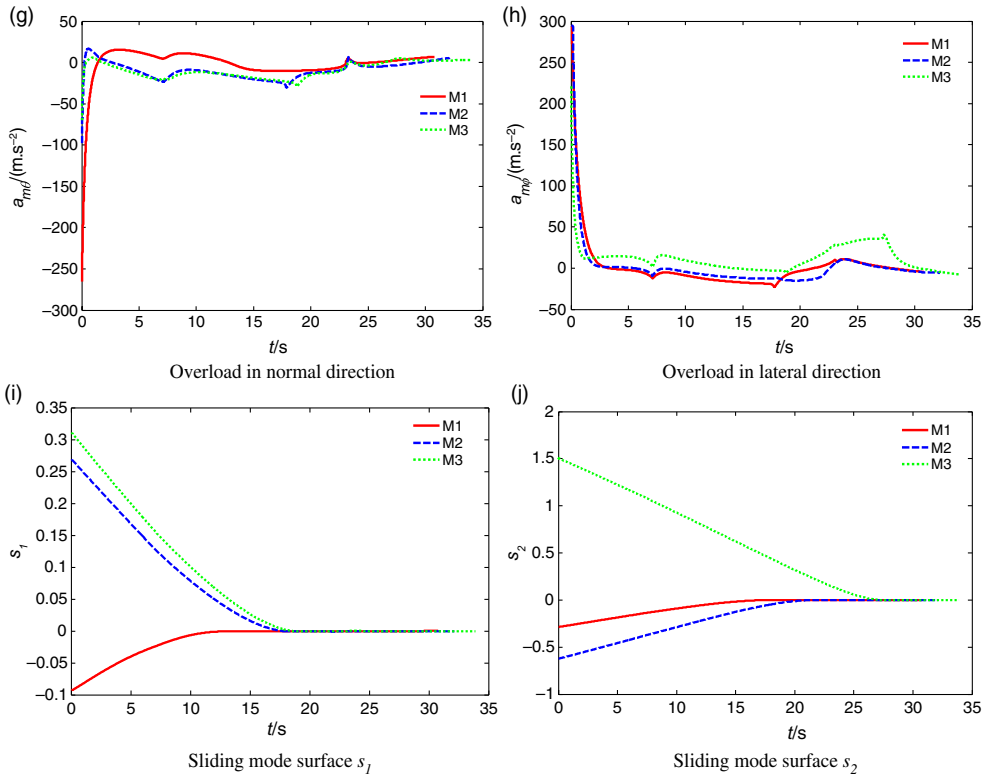 (g)
50
0
−50
−100
−150
−200
−250
−300
a_mθ/(m.s⁻²)
M1
M2
M3
0 5 10 15 20 25 30 35
t/s
Overload in normal direction
(h)
300
250
200
150
100
50
0
−50
a_mφ/(m.s⁻²)
M1
M2
M3
0 5 10 15 20 25 30 35
t/s
Overload in lateral direction
(i)
0.35
0.3
0.25
0.2
0.15
0.1
0.05
0
−0.05
−0.1
s₁
M1
M2
M3
0 5 10 15 20 25 30 35
t/s
Sliding mode surface s₁
(j)
2
1.5
1
0.5
0
−0.5
−1
s₂
M1
M2
M3
0 5 10 15 20 25 30 35
t/s
Sliding mode surface s₂